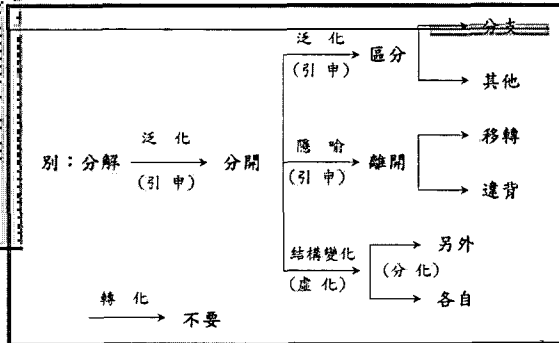 泛化
(引申)
區分
分支
其他
別：分解
泛化
(引申)
分開
隱喻
(引申)
離開
移轉
違背
結構變化
(虛化)
(分化)
另外
各自
轉化
不要